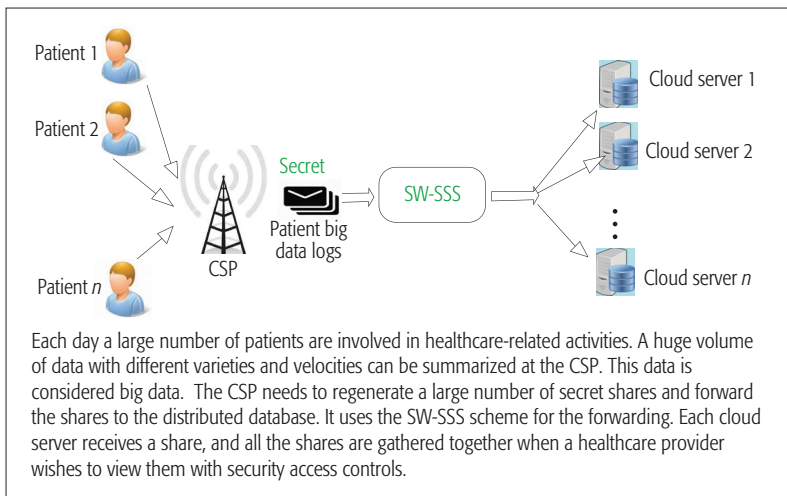 Patient 1
Patient 2
Patient n
CSP
Secret
Patient big
data logs
SW-SSS
Cloud server 1
Cloud server 2
Cloud server n
Each day a large number of patients are involved in healthcare-related activities. A huge volume
of data with different varieties and velocities can be summarized at the CSP. This data is
considered big data. The CSP needs to regenerate a large number of secret shares and forward
the shares to the distributed database. It uses the SW-SSS scheme for the forwarding. Each cloud
server receives a share, and all the shares are gathered together when a healthcare provider
wishes to view them with security access controls.